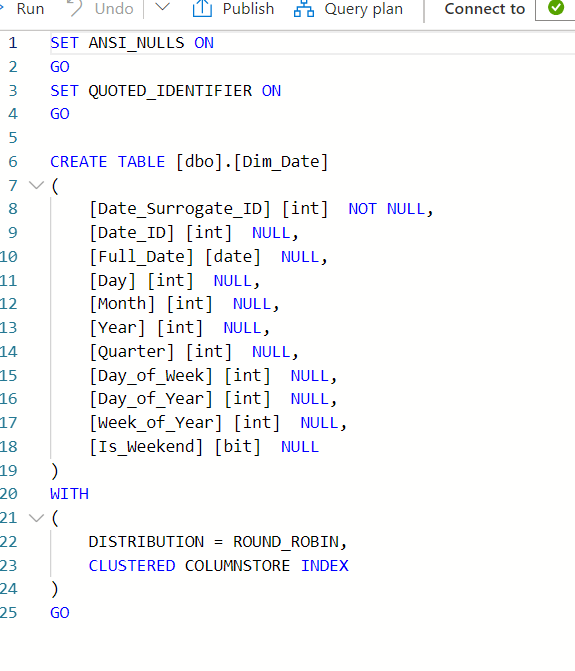 Run Undo Publish Query plan Connect to
1 SET ANSI_NULLS ON
2 GO
3 SET QUOTED_IDENTIFIER ON
4 GO
5
6 CREATE TABLE [dbo].[Dim_Date]
7 (
8 [Date_Surrogate_ID] [int]  NOT NULL,
9 [Date_ID] [int]  NULL,
10 [Full_Date] [date]  NULL,
11 [Day] [int]  NULL,
12 [Month] [int]  NULL,
13 [Year] [int]  NULL,
14 [Quarter] [int]  NULL,
15 [Day_of_Week] [int]  NULL,
16 [Day_of_Year] [int]  NULL,
17 [Week_of_Year] [int]  NULL,
18 [Is_Weekend] [bit]  NULL
19 )
20 WITH
21 (
22 DISTRIBUTION = ROUND_ROBIN,
23 CLUSTERED COLUMNSTORE INDEX
24 )
25 GO